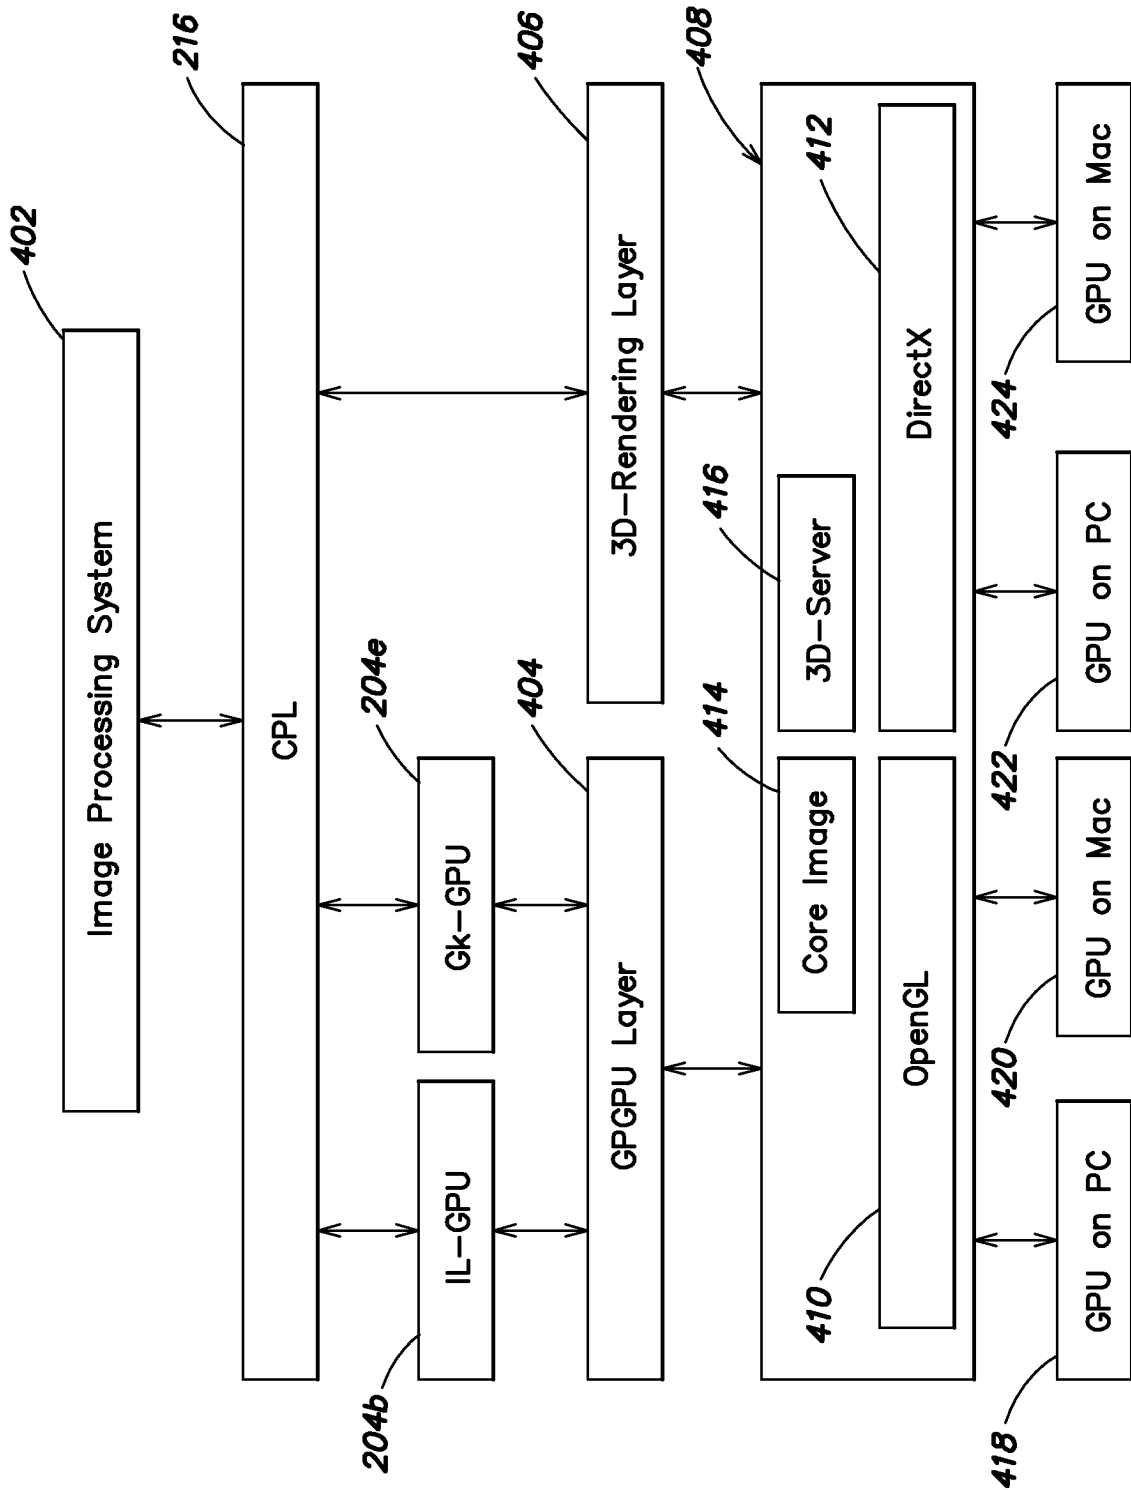 402
Image Processing System
216
CPL
204b
IL-GPU
204e
Gk-GPU
404
GPGPU Layer
406
3D-Rendering Layer
408
414
Core Image
416
3D-Server
410
OpenGL
412
DirectX
418
GPU on PC
420
GPU on Mac
422
GPU on PC
424
GPU on Mac